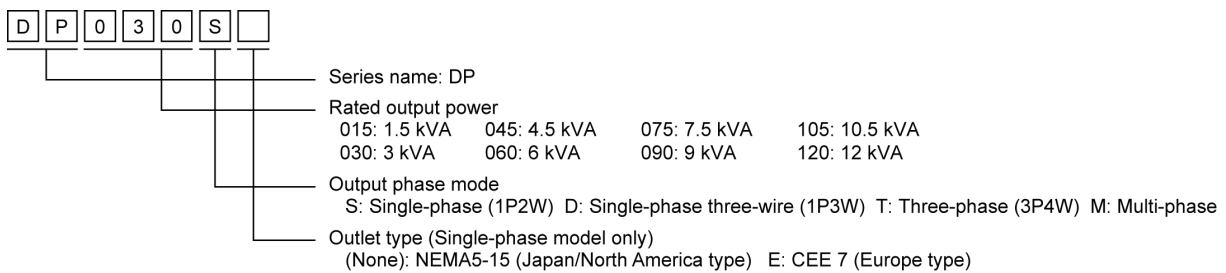 DP030S
Series name: DP
Rated output power
015: 1.5 kVA 045: 4.5 kVA 075: 7.5 kVA 105: 10.5 kVA
030: 3 kVA 060: 6 kVA 090: 9 kVA 120: 12 kVA
Output phase mode
S: Single-phase (1P2W) D: Single-phase three-wire (1P3W) T: Three-phase (3P4W) M: Multi-phase
Outlet type (Single-phase model only)
(None): NEMA5-15 (Japan/North America type) E: CEE 7 (Europe type)